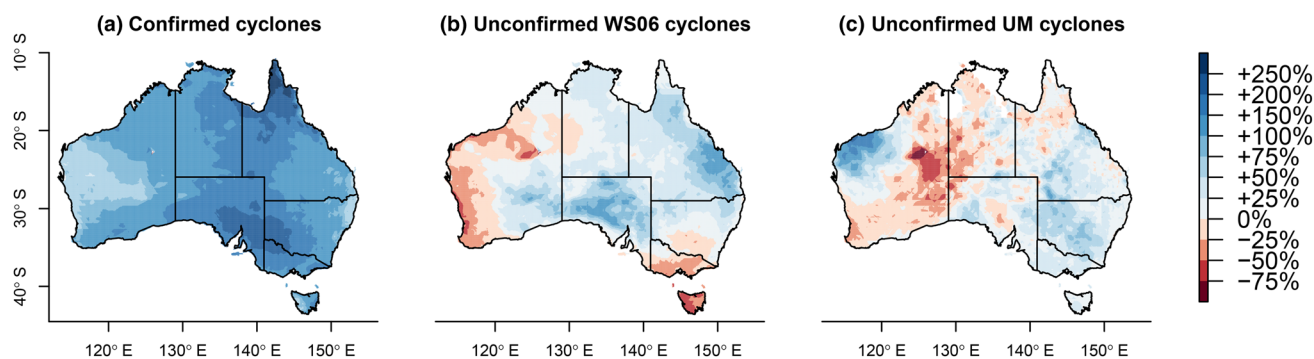 (a) Confirmed cyclones
(b) Unconfirmed WS06 cyclones
(c) Unconfirmed UM cyclones
10° S
20° S
30° S
40° S
120° E 130° E 140° E 150° E
120° E 130° E 140° E 150° E
120° E 130° E 140° E 150° E
+250%
+200%
+150%
+100%
+75%
+50%
+25%
0%
−25%
−50%
−75%